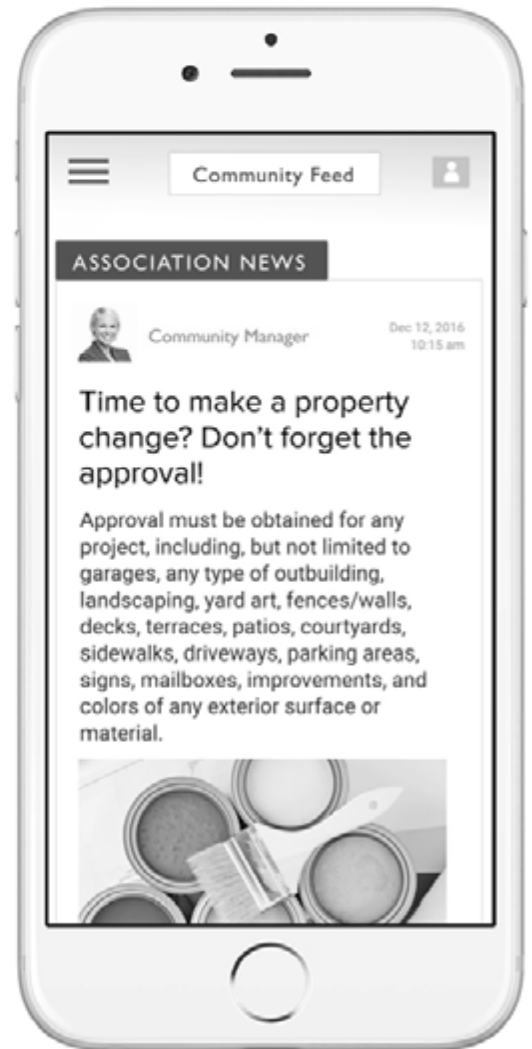 Community Feed
ASSOCIATION NEWS
Community Manager
Dec 12, 2016
10:15 am
Time to make a property
change? Don't forget the
approval!
Approval must be obtained for any
project, including, but not limited to
garages, any type of outbuilding,
landscaping, yard art, fences/walls,
decks, terraces, patios, courtyards,
sidewalks, driveways, parking areas,
signs, mailboxes, improvements, and
colors of any exterior surface or
material.